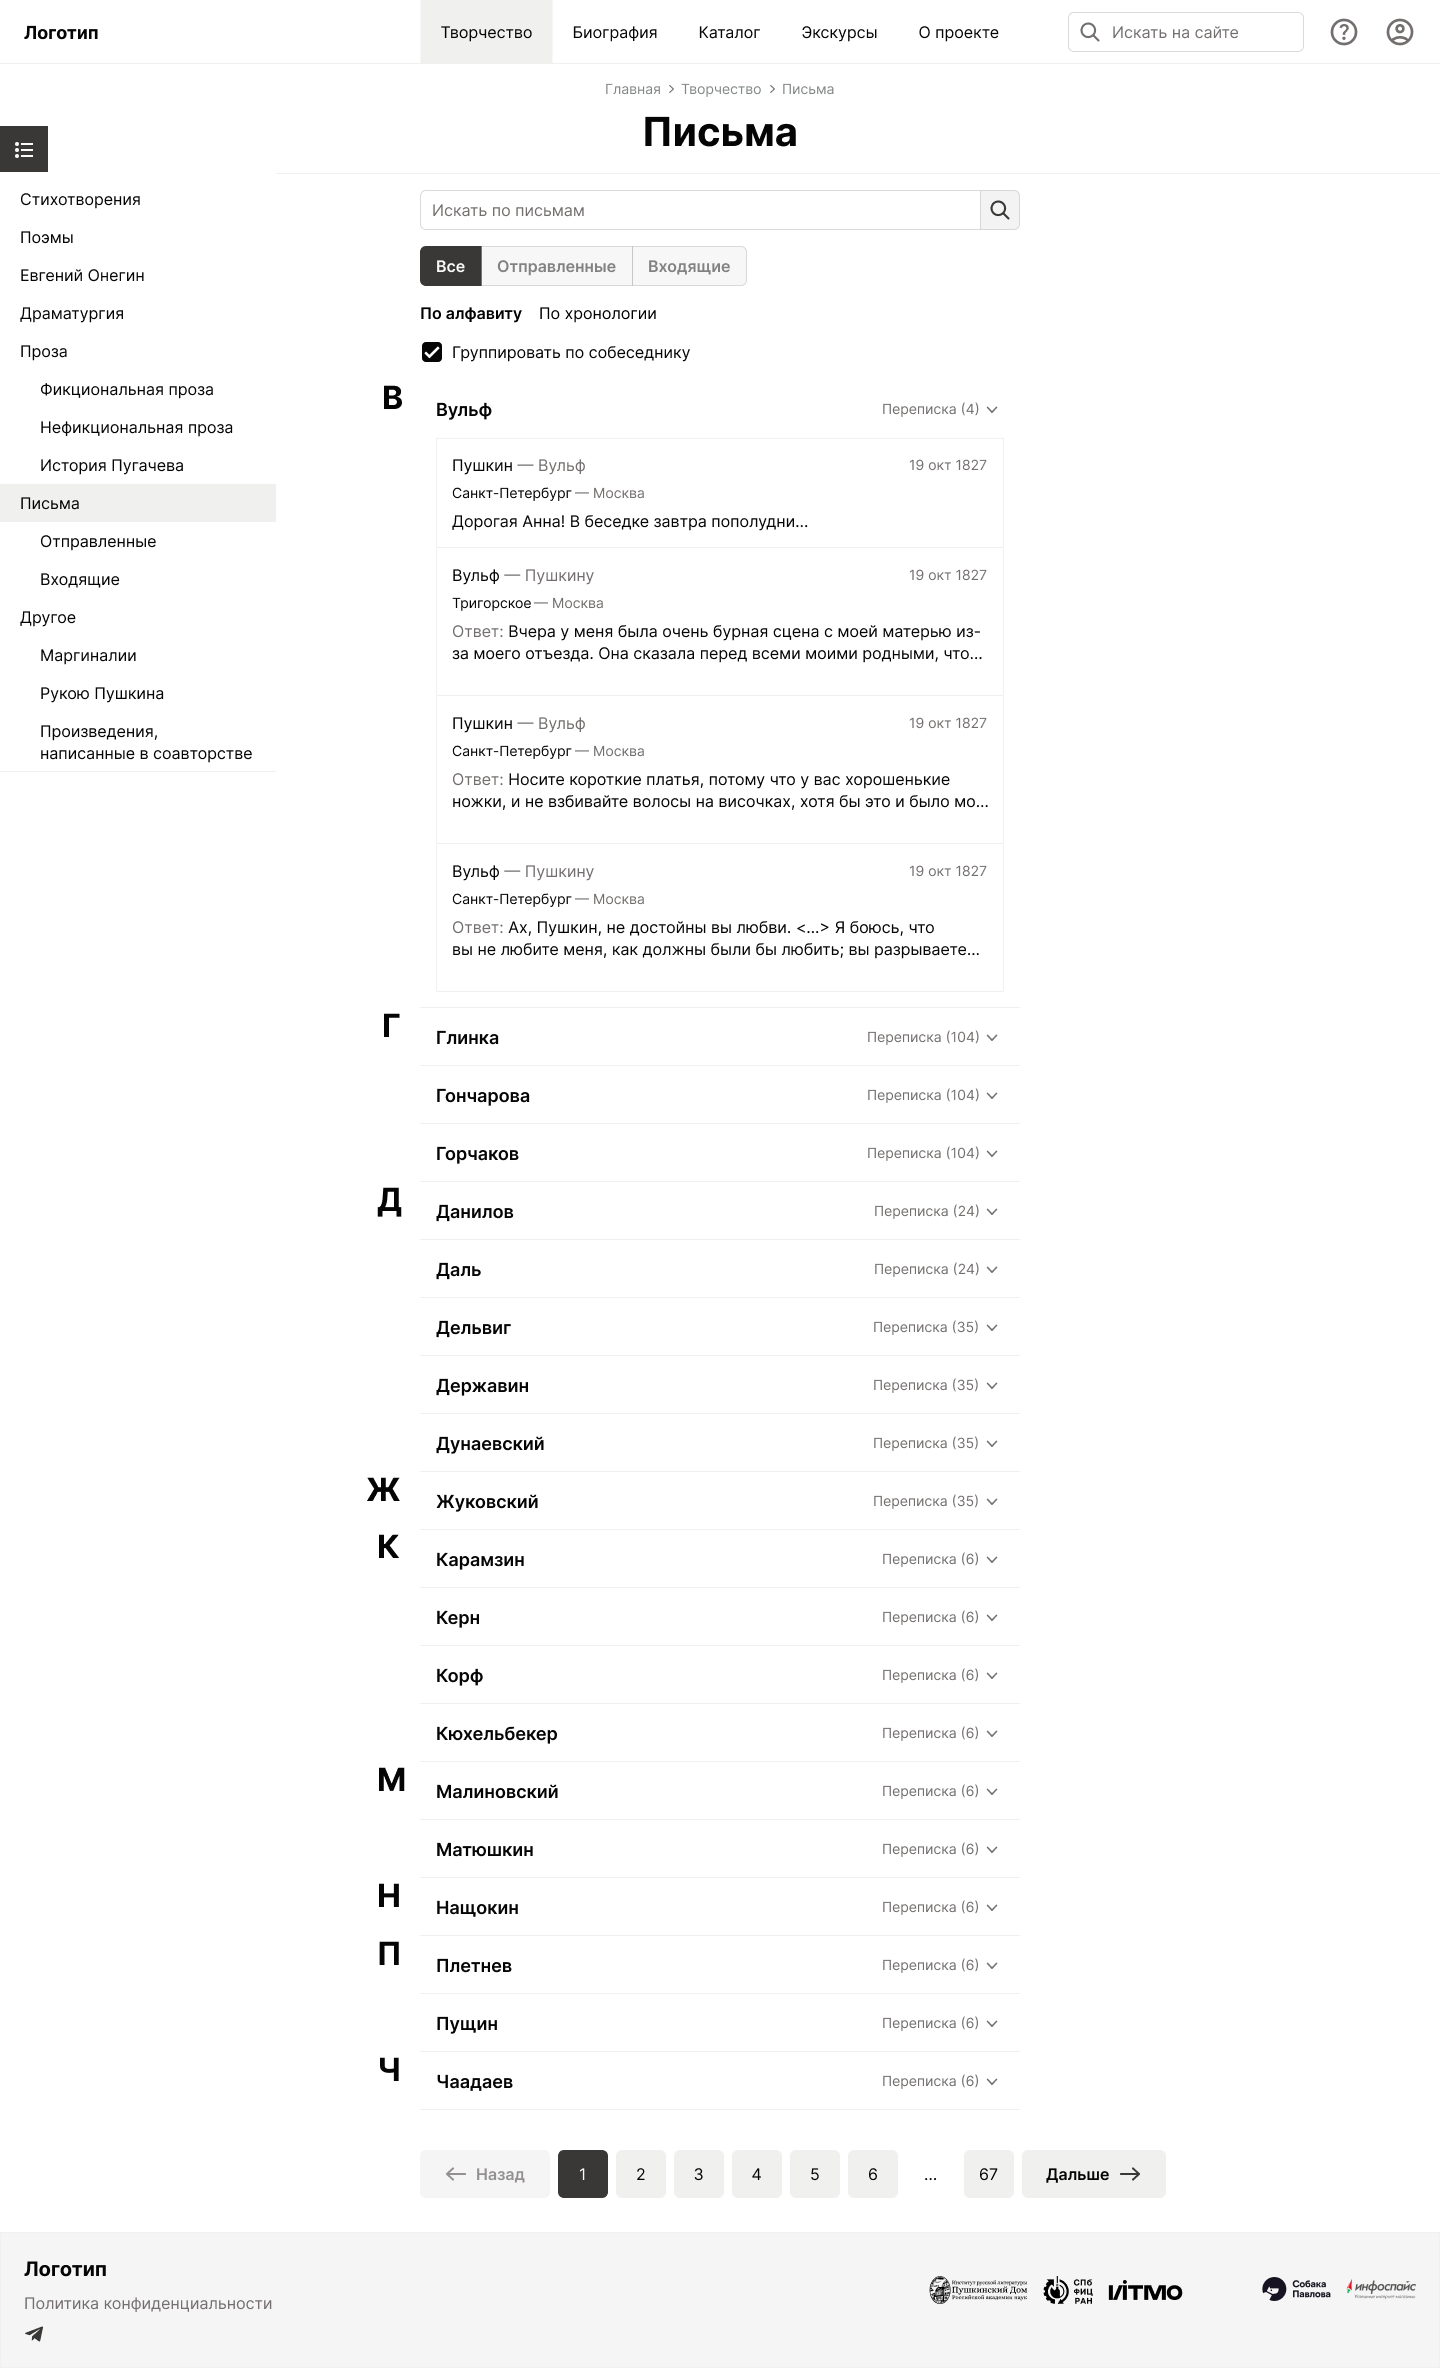 Логотип
Творчество
Биография
Каталог
Экскурсы
О проекте
Искать на сайте
Главная > Творчество > Письма
Письма
Стихотворения
Поэмы
Евгений Онегин
Драматургия
Проза
Фикциональная проза
Нефикциональная проза
История Пугачева
Письма
Отправленные
Входящие
Другое
Маргиналии
Рукою Пушкина
Произведения,
написанные в соавторстве
Искать по письмам
Все Отправленные Входящие
По алфавиту По хронологии
Группировать по собеседнику
В
Вульф Переписка (4)
Пушкин — Вульф 19 окт 1827
Санкт-Петербург — Москва
Дорогая Анна! В беседке завтра пополудни...
Вульф — Пушкину 19 окт 1827
Тригорское — Москва
Ответ: Вчера у меня была очень бурная сцена с моей матерью из-
за моего отъезда. Она сказала перед всеми моими родными, что...
Пушкин — Вульф 19 окт 1827
Санкт-Петербург — Москва
Ответ: Носите короткие платья, потому что у вас хорошенькие
ножки, и не взбивайте волосы на височках, хотя бы это и было мо...
Вульф — Пушкину 19 окт 1827
Санкт-Петербург — Москва
Ответ: Ах, Пушкин, не достойны вы любви. <...> Я боюсь, что
вы не любите меня, как должны были бы любить; вы разрываете...
Г
Глинка Переписка (104)
Гончарова Переписка (104)
Горчаков Переписка (104)
Д
Данилов Переписка (24)
Даль Переписка (24)
Дельвиг Переписка (35)
Державин Переписка (35)
Дунаевский Переписка (35)
Ж
Жуковский Переписка (35)
К
Карамзин Переписка (6)
Керн Переписка (6)
Корф Переписка (6)
Кюхельбекер Переписка (6)
М
Малиновский Переписка (6)
Матюшкин Переписка (6)
Н
Нащокин Переписка (6)
П
Плетнев Переписка (6)
Пущин Переписка (6)
Ч
Чаадаев Переписка (6)
Назад 1 2 3 4 5 6 ... 67 Дальше
Логотип
Политика конфиденциальности
Институт русской литературы
Пушкинский Дом
Российской академии наук
СПб
ФИЦ
РАН
ITMO
Собака
Павлова
инфоспайс